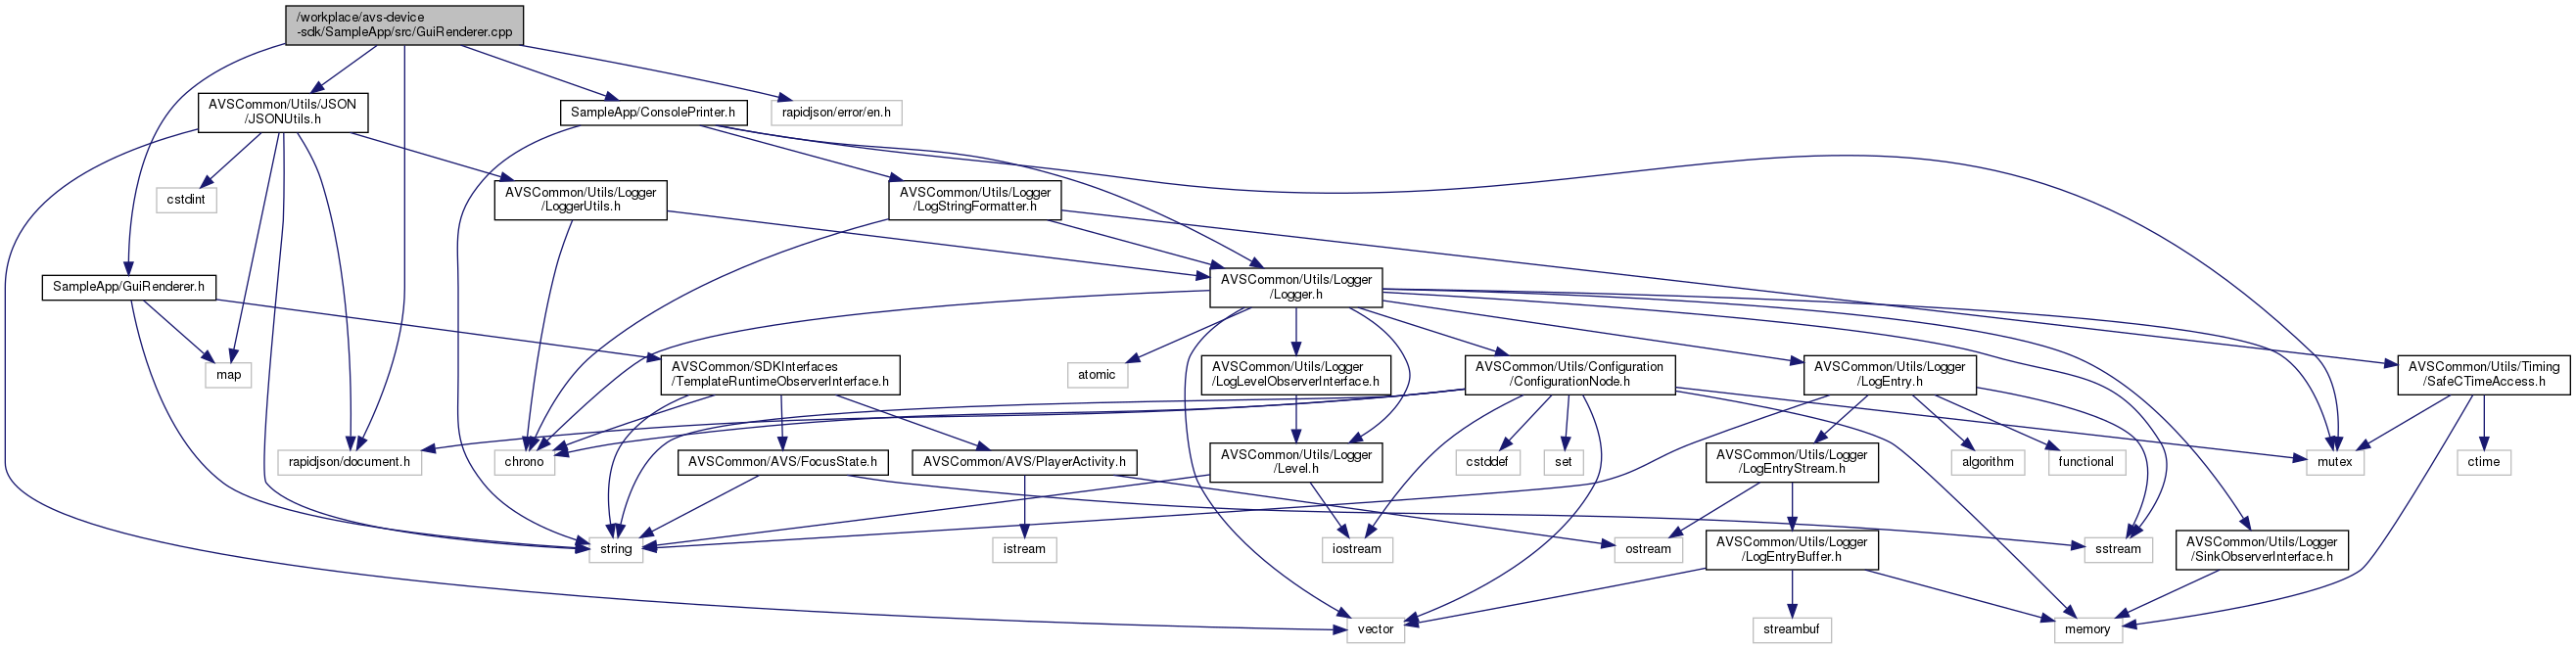 /workplace/avs-device
-sdk/SampleApp/src/GuiRenderer.cpp
AVSCommon/Utils/JSON
/JSONUtils.h
SampleApp/ConsolePrinter.h
rapidjson/error/en.h
cstdint
AVSCommon/Utils/Logger
/LoggerUtils.h
AVSCommon/Utils/Logger
/LogStringFormatter.h
SampleApp/GuiRenderer.h
AVSCommon/Utils/Logger
/Logger.h
map
AVSCommon/SDKInterfaces
/TemplateRuntimeObserverInterface.h
atomic
AVSCommon/Utils/Logger
/LogLevelObserverInterface.h
AVSCommon/Utils/Configuration
/ConfigurationNode.h
AVSCommon/Utils/Logger
/LogEntry.h
AVSCommon/Utils/Timing
/SafeCTimeAccess.h
rapidjson/document.h
chrono
AVSCommon/AVS/FocusState.h
AVSCommon/AVS/PlayerActivity.h
AVSCommon/Utils/Logger
/Level.h
cstddef
set
AVSCommon/Utils/Logger
/LogEntryStream.h
algorithm
functional
mutex
ctime
string
istream
iostream
ostream
AVSCommon/Utils/Logger
/LogEntryBuffer.h
sstream
AVSCommon/Utils/Logger
/SinkObserverInterface.h
vector
streambuf
memory